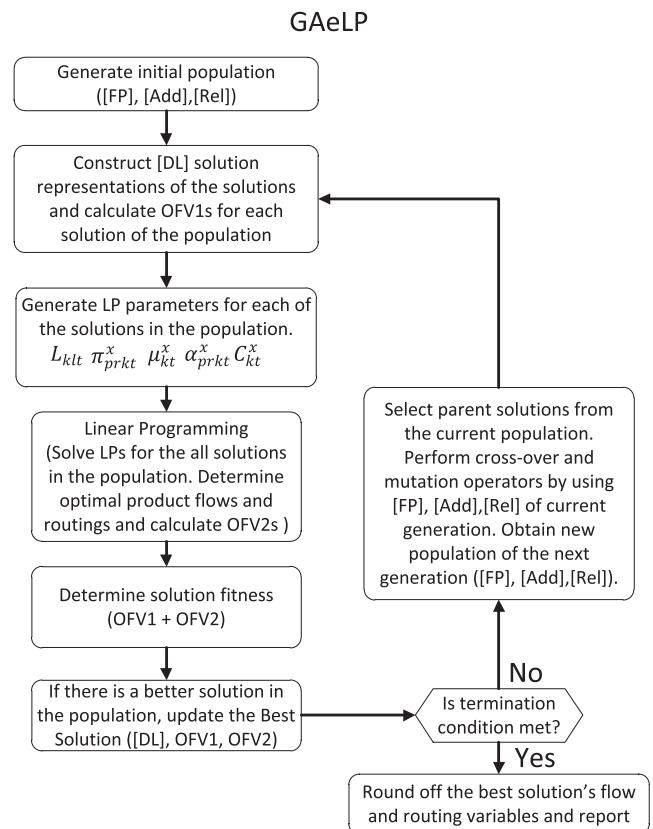 GAeLP
Generate initial population
([FP], [Add],[Rel])
Construct [DL] solution
representations of the solutions
and calculate OFV1s for each
solution of the population
Generate LP parameters for each of
the solutions in the population.
L_{klt} π^{x}_{prkt} μ^{x}_{kt} α^{x}_{prkt} C^{x}_{kt}
Linear Programming
(Solve LPs for the all solutions
in the population. Determine
optimal product flows and
routings and calculate OFV2s )
Determine solution fitness
(OFV1 + OFV2)
If there is a better solution in
the population, update the Best
Solution ([DL], OFV1, OFV2)
Is termination
condition met?
No
Select parent solutions from
the current population.
Perform cross-over and
mutation operators by using
[FP], [Add],[Rel] of current
generation. Obtain new
population of the next
generation ([FP], [Add],[Rel]).
Yes
Round off the best solution’s flow
and routing variables and report